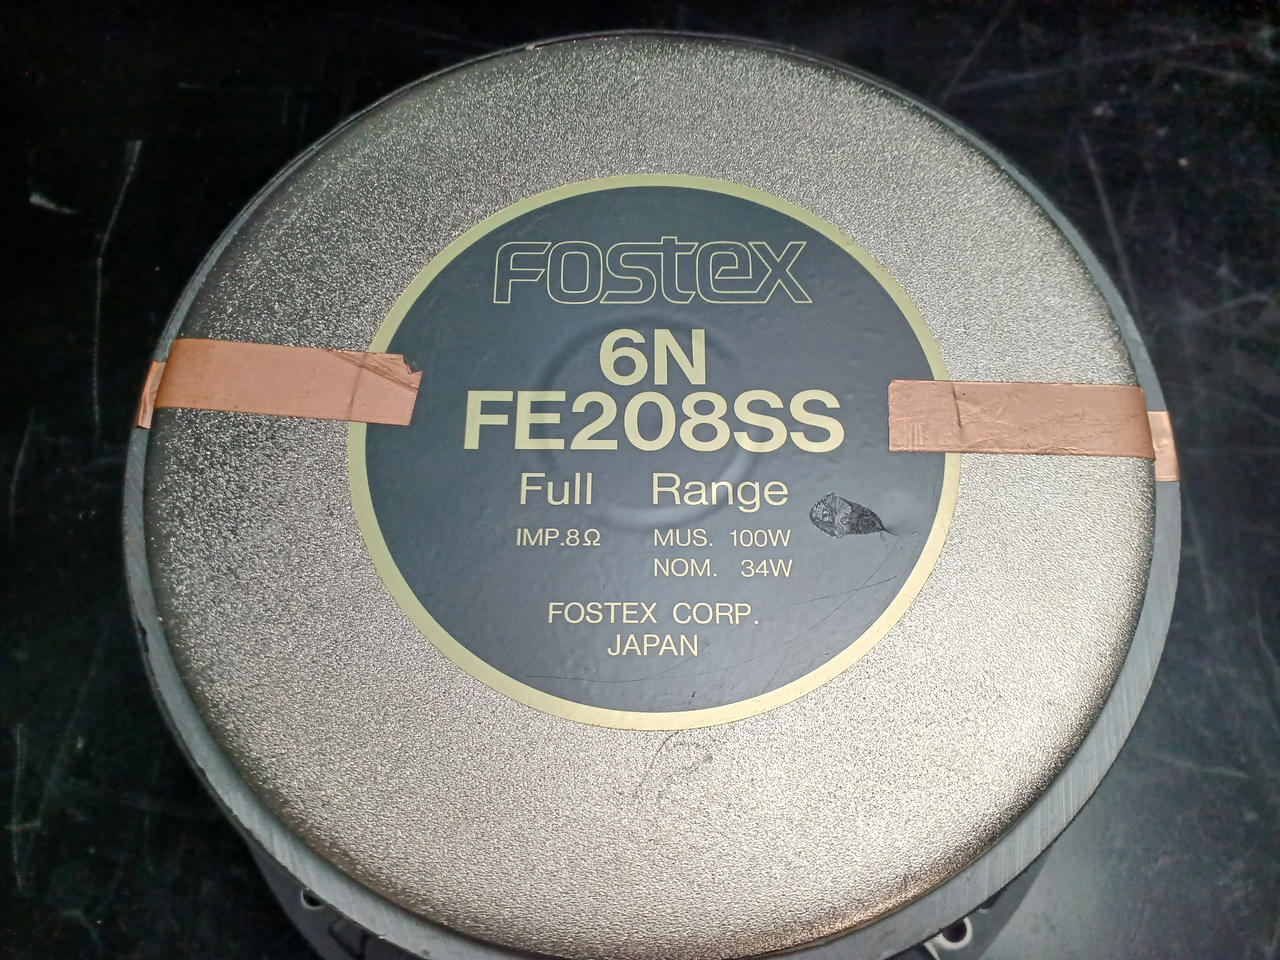 FOSTEX
6N
FE208SS
Full Range
IMP.8Ω MUS. 100W
NOM. 34W
FOSTEX CORP.
JAPAN